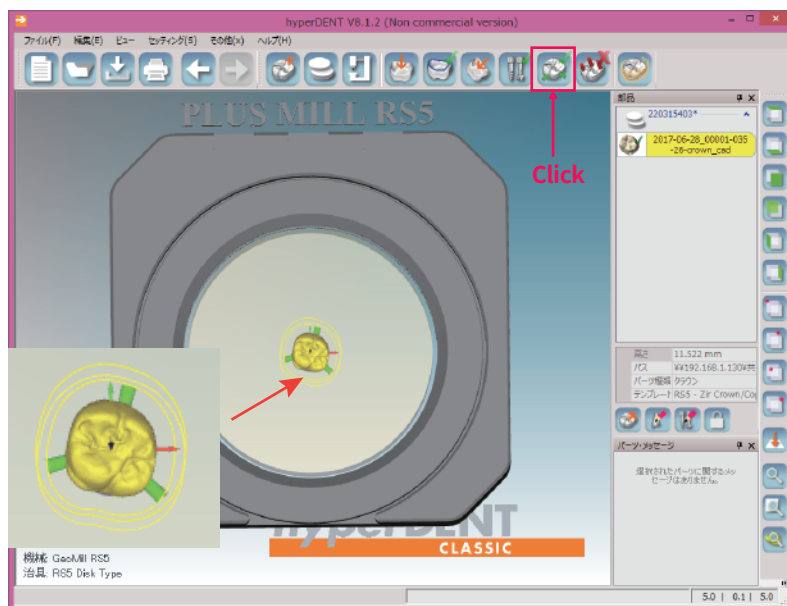 hyperDENT V8.1.2 (Non commercial version)
ファイル(F) 編集(E) ビュー セッティング(S) その他(x) ヘルプ(H)
PLUS MILL RS5
Click
部品
220315403*
2017-06-28_00001-035
-26-crown_cad
高さ 11.522 mm
パス ¥¥192.168.1.130¥共
パーツ種類 クラウン
テンプレート RS5 - Zir Crown/Co
パーツ・メッセージ
選択されたパーツに関するメッ
セージはありません。
hyperDENT
CLASSIC
機械: GeoMill RS5
治具: RS5 Disk Type
5.0 | 0.1 | 5.0